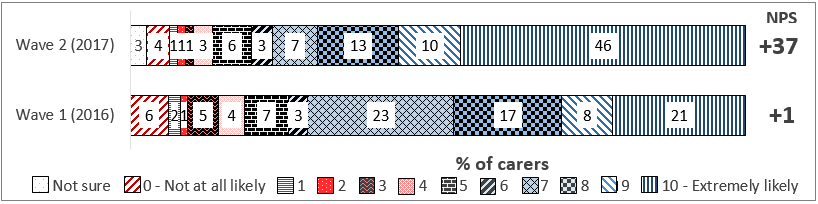 NPS
Wave 2 (2017) 3 4 1 1 1 3 6 3 7 13 10 46 +37
Wave 1 (2016) 6 2 1 5 4 7 3 23 17 8 21 +1
% of carers
Not sure 0 - Not at all likely 1 2 3 4 5 6 7 8 9 10 - Extremely likely